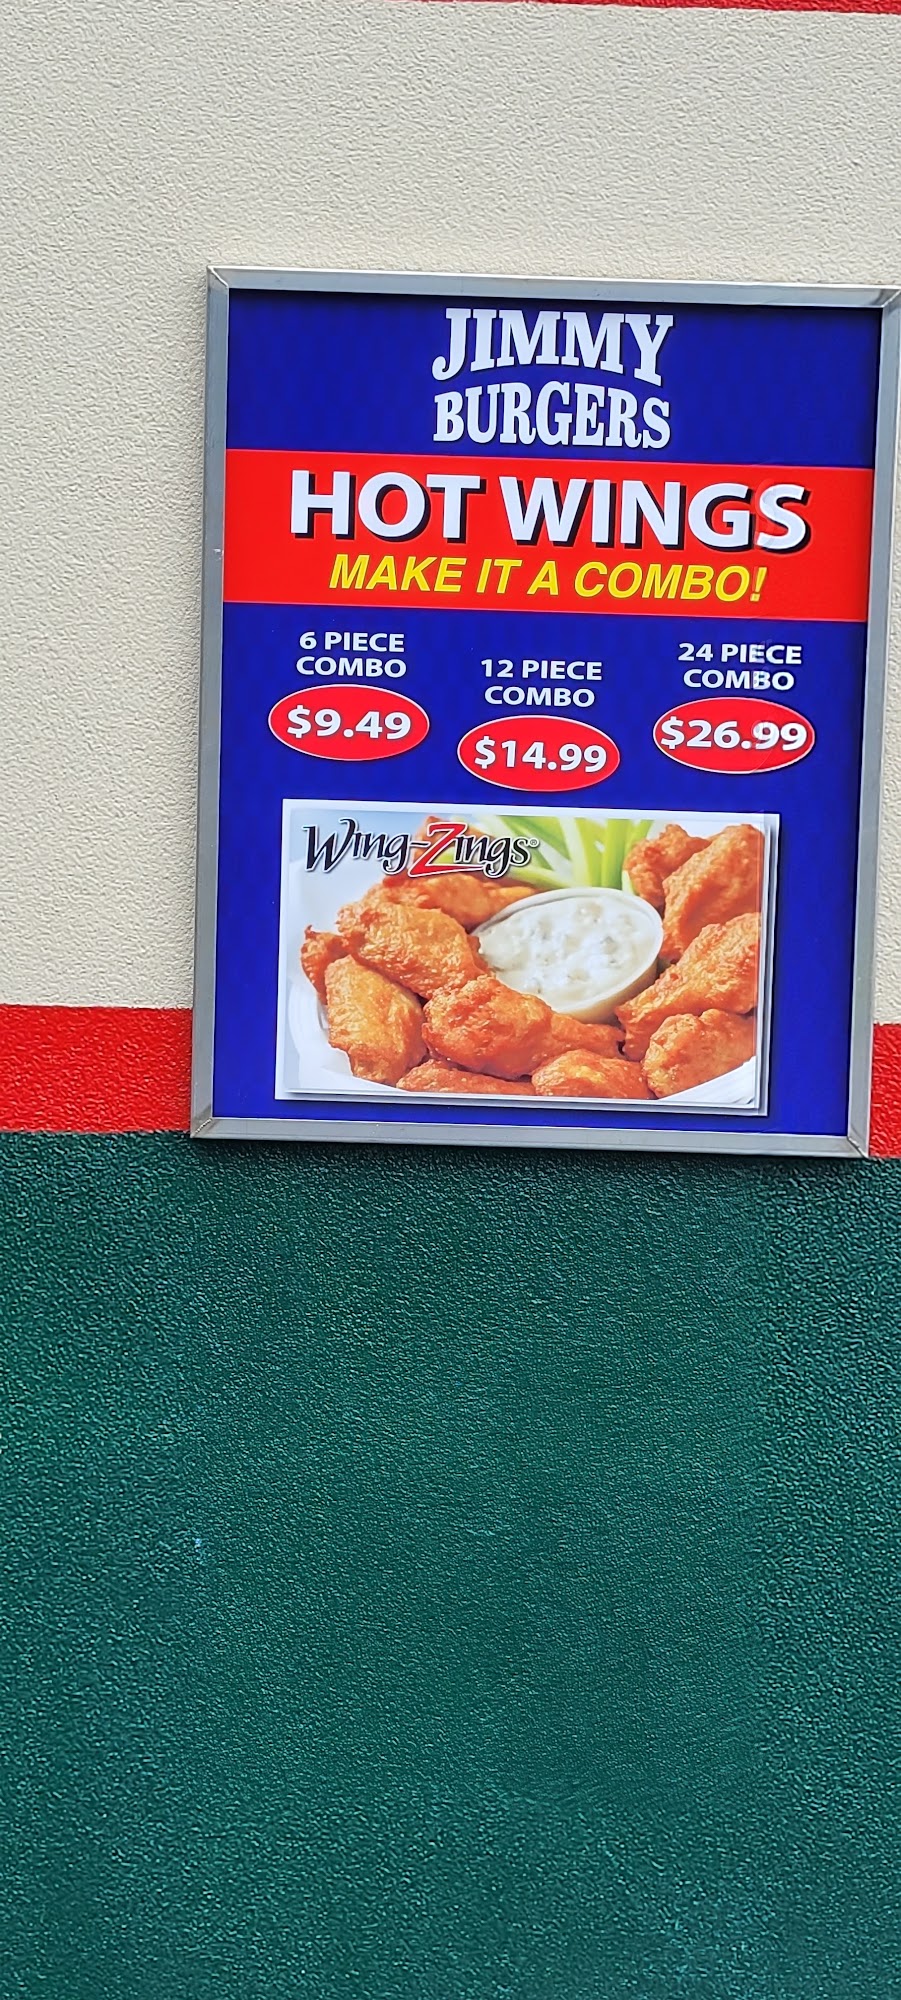 JIMMY
BURGERS
HOT WINGS
MAKE IT A COMBO!
6 PIECE
COMBO
$9.49
12 PIECE
COMBO
$14.99
24 PIECE
COMBO
$26.99
Wing-Zings®